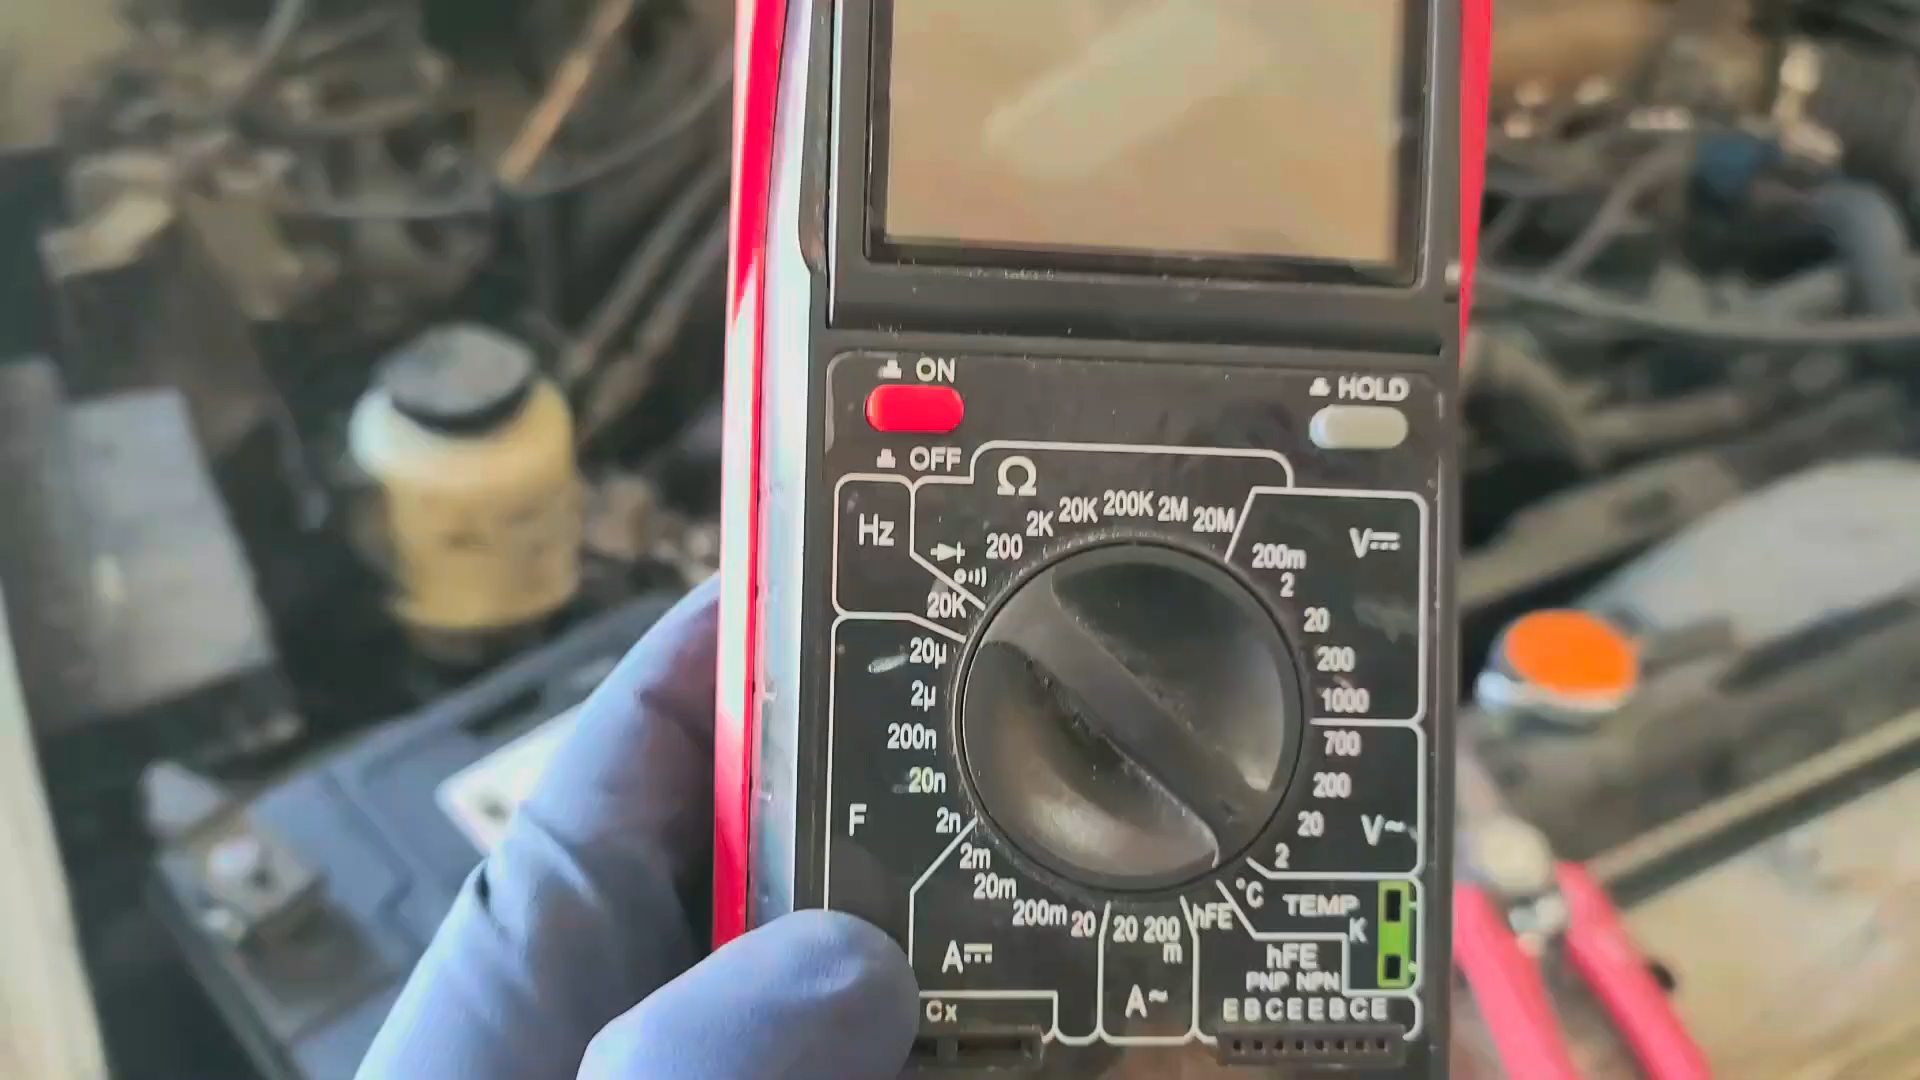 ON
HOLD
OFF
Ω
Hz
200 2K 20K 200K 2M 20M
20K
V
200m
2
20
200
1000
700
200
20
2
V~
F
20µ
2µ
200n
20n
2n
2m
20m
200m
20
A
20 200
m
A~
hFE
°C
TEMP
K
hFE
PNP NPN
EBCEEBCE
Cx